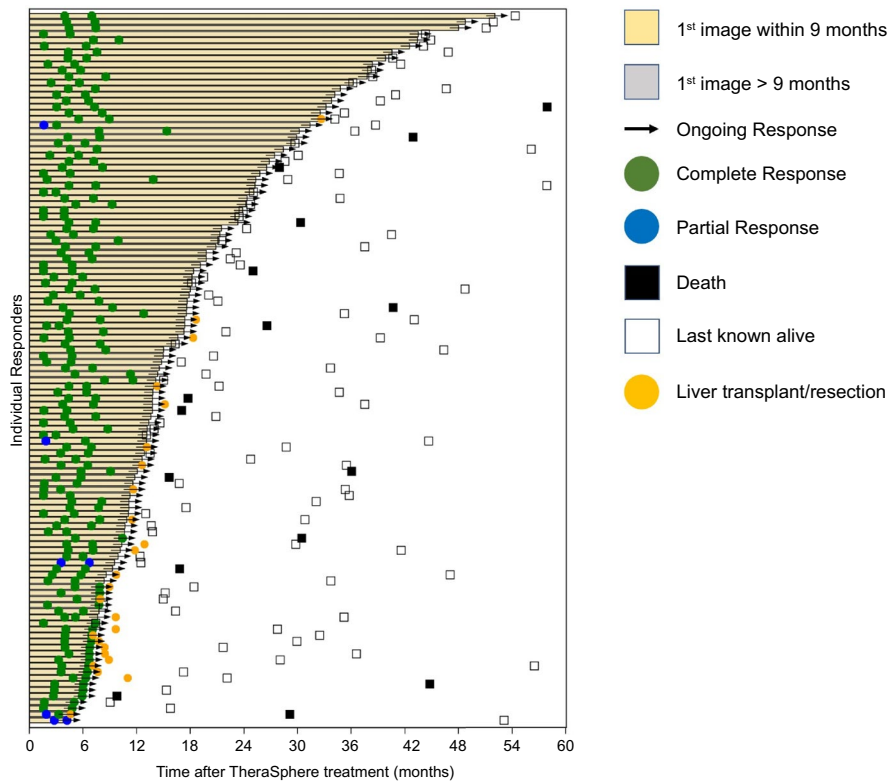 1st image within 9 months
1st image > 9 months
Ongoing Response
Complete Response
Partial Response
Death
Last known alive
Liver transplant/resection
Individual Responders
0 6 12 18 24 30 36 42 48 54 60
Time after TheraSphere treatment (months)